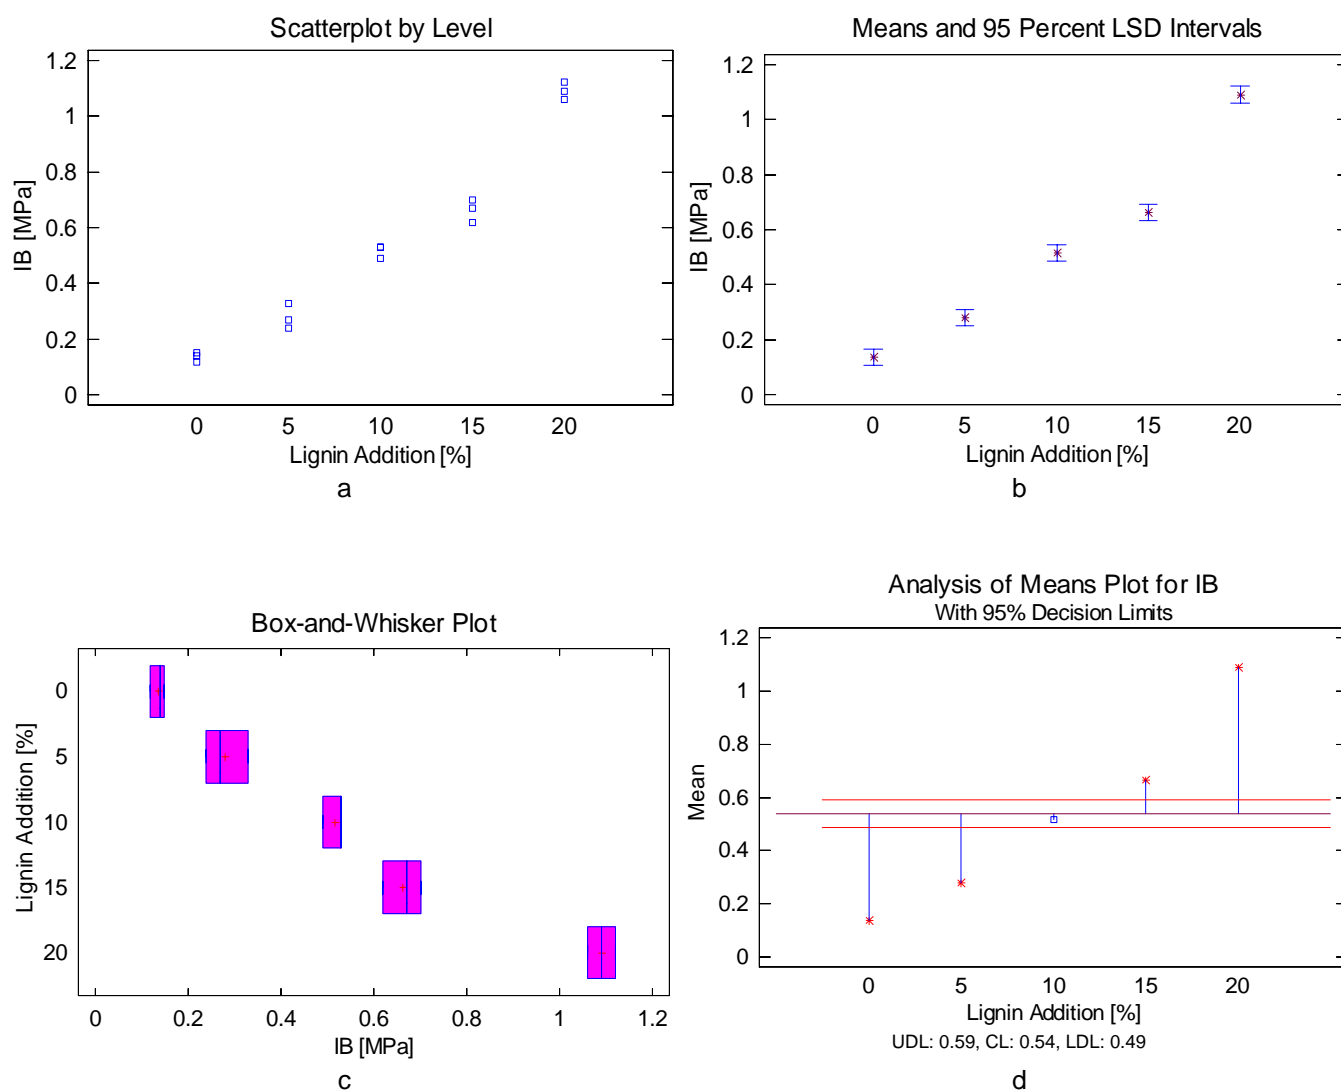 Scatterplot by Level
1.2
1
0.8
0.6
0.4
0.2
0
IB [MPa]
0 5 10 15 20
Lignin Addition [%]
a
Means and 95 Percent LSD Intervals
1.2
1
0.8
0.6
0.4
0.2
0
IB [MPa]
0 5 10 15 20
Lignin Addition [%]
b
Box-and-Whisker Plot
0
5
10
15
20
Lignin Addition [%]
0 0.2 0.4 0.6 0.8 1 1.2
IB [MPa]
c
Analysis of Means Plot for IB
With 95% Decision Limits
1.2
1
0.8
0.6
0.4
0.2
0
Mean
0 5 10 15 20
Lignin Addition [%]
UDL: 0.59, CL: 0.54, LDL: 0.49
d